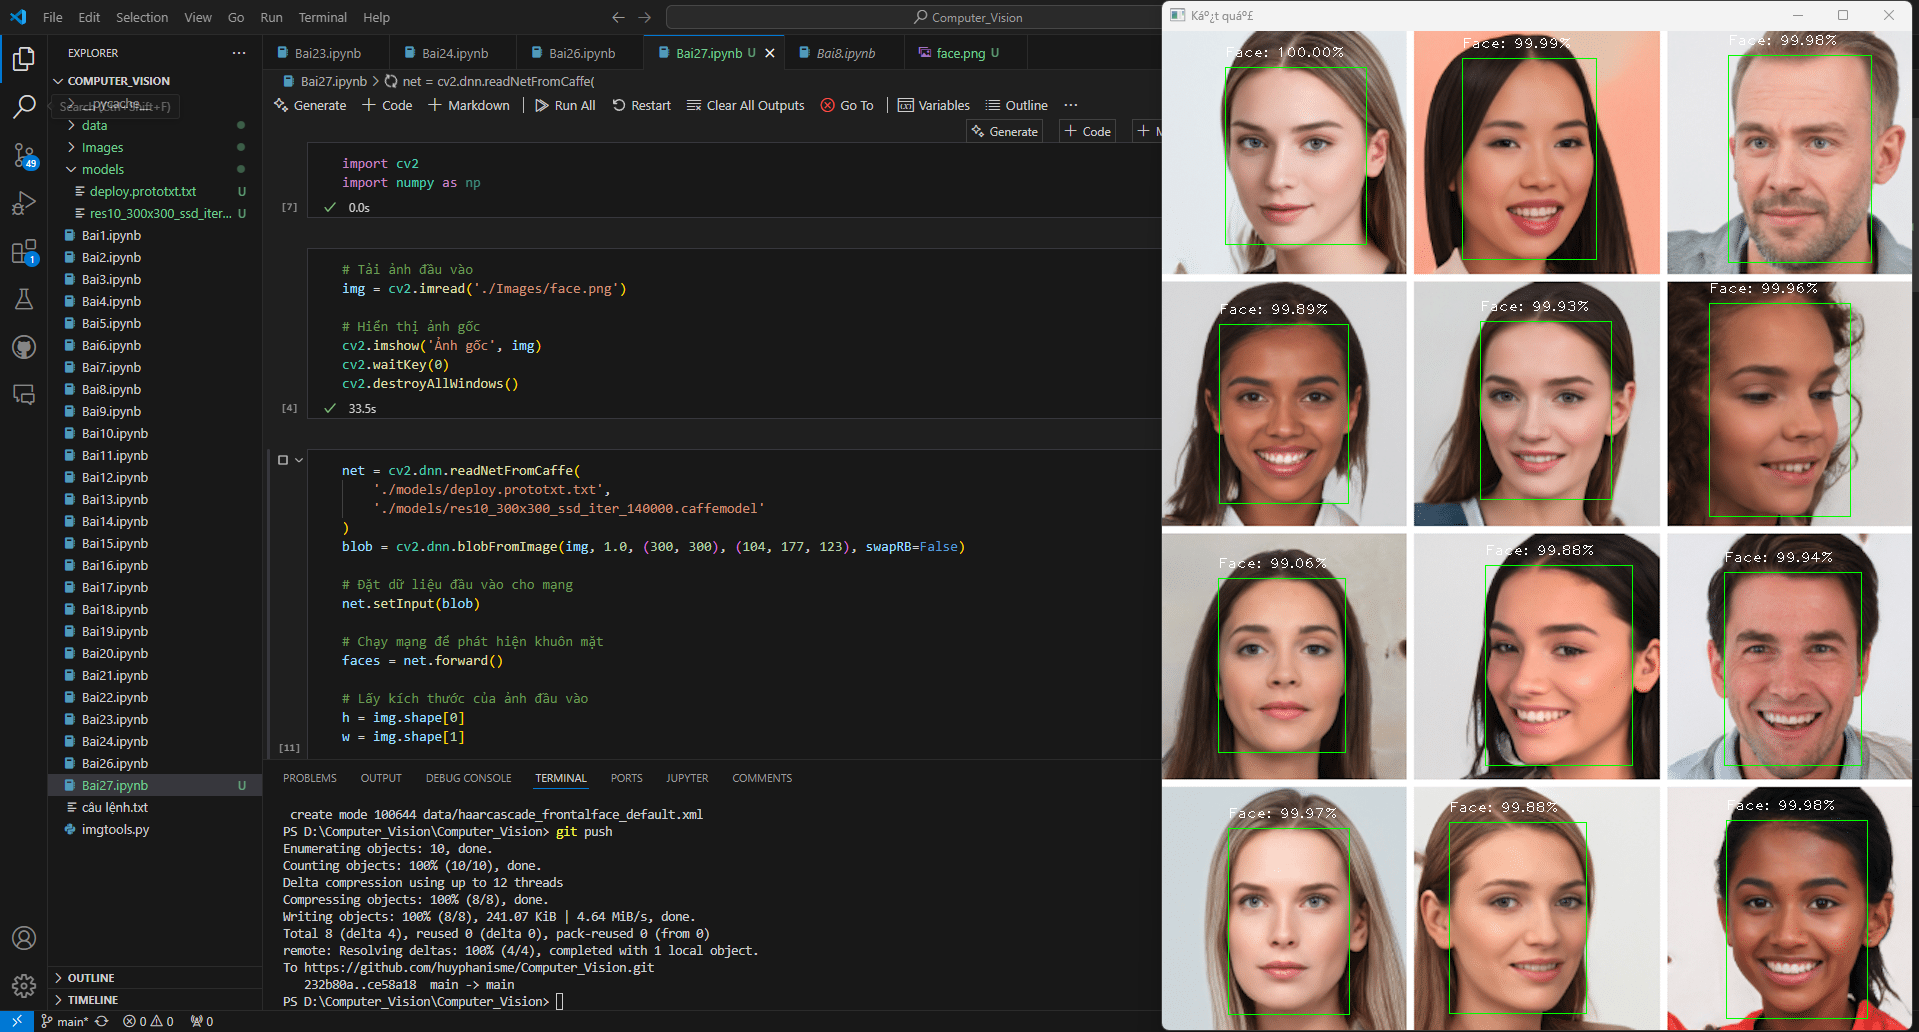 File Edit Selection View Go Run Terminal Help
Computer_Vision
EXPLORER
COMPUTER_VISION
__pycache__
Search (Ctrl+Shift+F)
data
Images
models
deploy.prototxt.txt U
res10_300x300_ssd_iter... U
Bai1.ipynb
Bai2.ipynb
Bai3.ipynb
Bai4.ipynb
Bai5.ipynb
Bai6.ipynb
Bai7.ipynb
Bai8.ipynb
Bai9.ipynb
Bai10.ipynb
Bai11.ipynb
Bai12.ipynb
Bai13.ipynb
Bai14.ipynb
Bai15.ipynb
Bai16.ipynb
Bai17.ipynb
Bai18.ipynb
Bai19.ipynb
Bai20.ipynb
Bai21.ipynb
Bai22.ipynb
Bai23.ipynb
Bai24.ipynb
Bai26.ipynb
Bai27.ipynb U
câu lệnh.txt
imgtools.py
OUTLINE
TIMELINE
49
1
Bai23.ipynb Bai24.ipynb Bai26.ipynb Bai27.ipynb U Bai8.ipynb face.png U
Bai27.ipynb > net = cv2.dnn.readNetFromCaffe(
Generate + Code + Markdown Run All Restart Clear All Outputs Go To Variables Outline ...
Generate + Code + M
import cv2
import numpy as np
[7] 0.0s
# Tải ảnh đầu vào
img = cv2.imread('./Images/face.png')
# Hiển thị ảnh gốc
cv2.imshow('Ảnh gốc', img)
cv2.waitKey(0)
cv2.destroyAllWindows()
[4] 33.5s
net = cv2.dnn.readNetFromCaffe(
'./models/deploy.prototxt.txt',
'./models/res10_300x300_ssd_iter_140000.caffemodel'
)
blob = cv2.dnn.blobFromImage(img, 1.0, (300, 300), (104, 177, 123), swapRB=False)
# Đặt dữ liệu đầu vào cho mạng
net.setInput(blob)
# Chạy mạng để phát hiện khuôn mặt
faces = net.forward()
# Lấy kích thước của ảnh đầu vào
h = img.shape[0]
w = img.shape[1]
[11]
PROBLEMS OUTPUT DEBUG CONSOLE TERMINAL PORTS JUPYTER COMMENTS
create mode 100644 data/haarcascade_frontalface_default.xml
PS D:\Computer_Vision\Computer_Vision> git push
Enumerating objects: 10, done.
Counting objects: 100% (10/10), done.
Delta compression using up to 12 threads
Compressing objects: 100% (8/8), done.
Writing objects: 100% (8/8), 241.07 KiB | 4.64 MiB/s, done.
Total 8 (delta 4), reused 0 (delta 0), pack-reused 0 (from 0)
remote: Resolving deltas: 100% (4/4), completed with 1 local object.
To https://github.com/huyphanisme/Computer_Vision.git
232b80a..ce58a18 main -> main
PS D:\Computer_Vision\Computer_Vision>
main* 0 0 0
Káº¿t quáº£
Face: 100.00% Face: 99.99% Face: 99.98%
Face: 99.89% Face: 99.93% Face: 99.96%
Face: 99.06% Face: 99.88% Face: 99.94%
Face: 99.97% Face: 99.88% Face: 99.98%